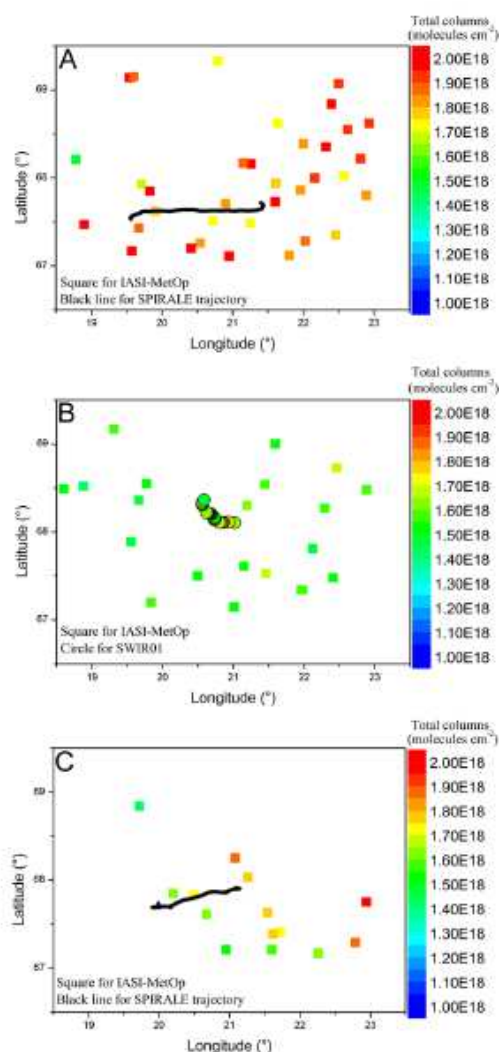 Total columns
(molecules cm⁻²)
A
69
68
67
Latitude (°)
19
20
21
22
23
Longitude (°)
Square for IASI-MetOp
Black line for SPIRALE trajectory
2.00E18
1.90E18
1.80E18
1.70E18
1.60E18
1.50E18
1.40E18
1.30E18
1.20E18
1.10E18
1.00E18
Total columns
(molecules cm⁻²)
B
69
68
67
Latitude (°)
19
20
21
22
23
Longitude (°)
Square for IASI-MetOp
Circle for SWIR01
2.00E18
1.90E18
1.80E18
1.70E18
1.60E18
1.50E18
1.40E18
1.30E18
1.20E18
1.10E18
1.00E18
Total columns
(molecules cm⁻²)
C
69
68
67
Latitude (°)
19
20
21
22
23
Longitude (°)
Square for IASI-MetOp
Black line for SPIRALE trajectory
2.00E18
1.90E18
1.80E18
1.70E18
1.60E18
1.50E18
1.40E18
1.30E18
1.20E18
1.10E18
1.00E18